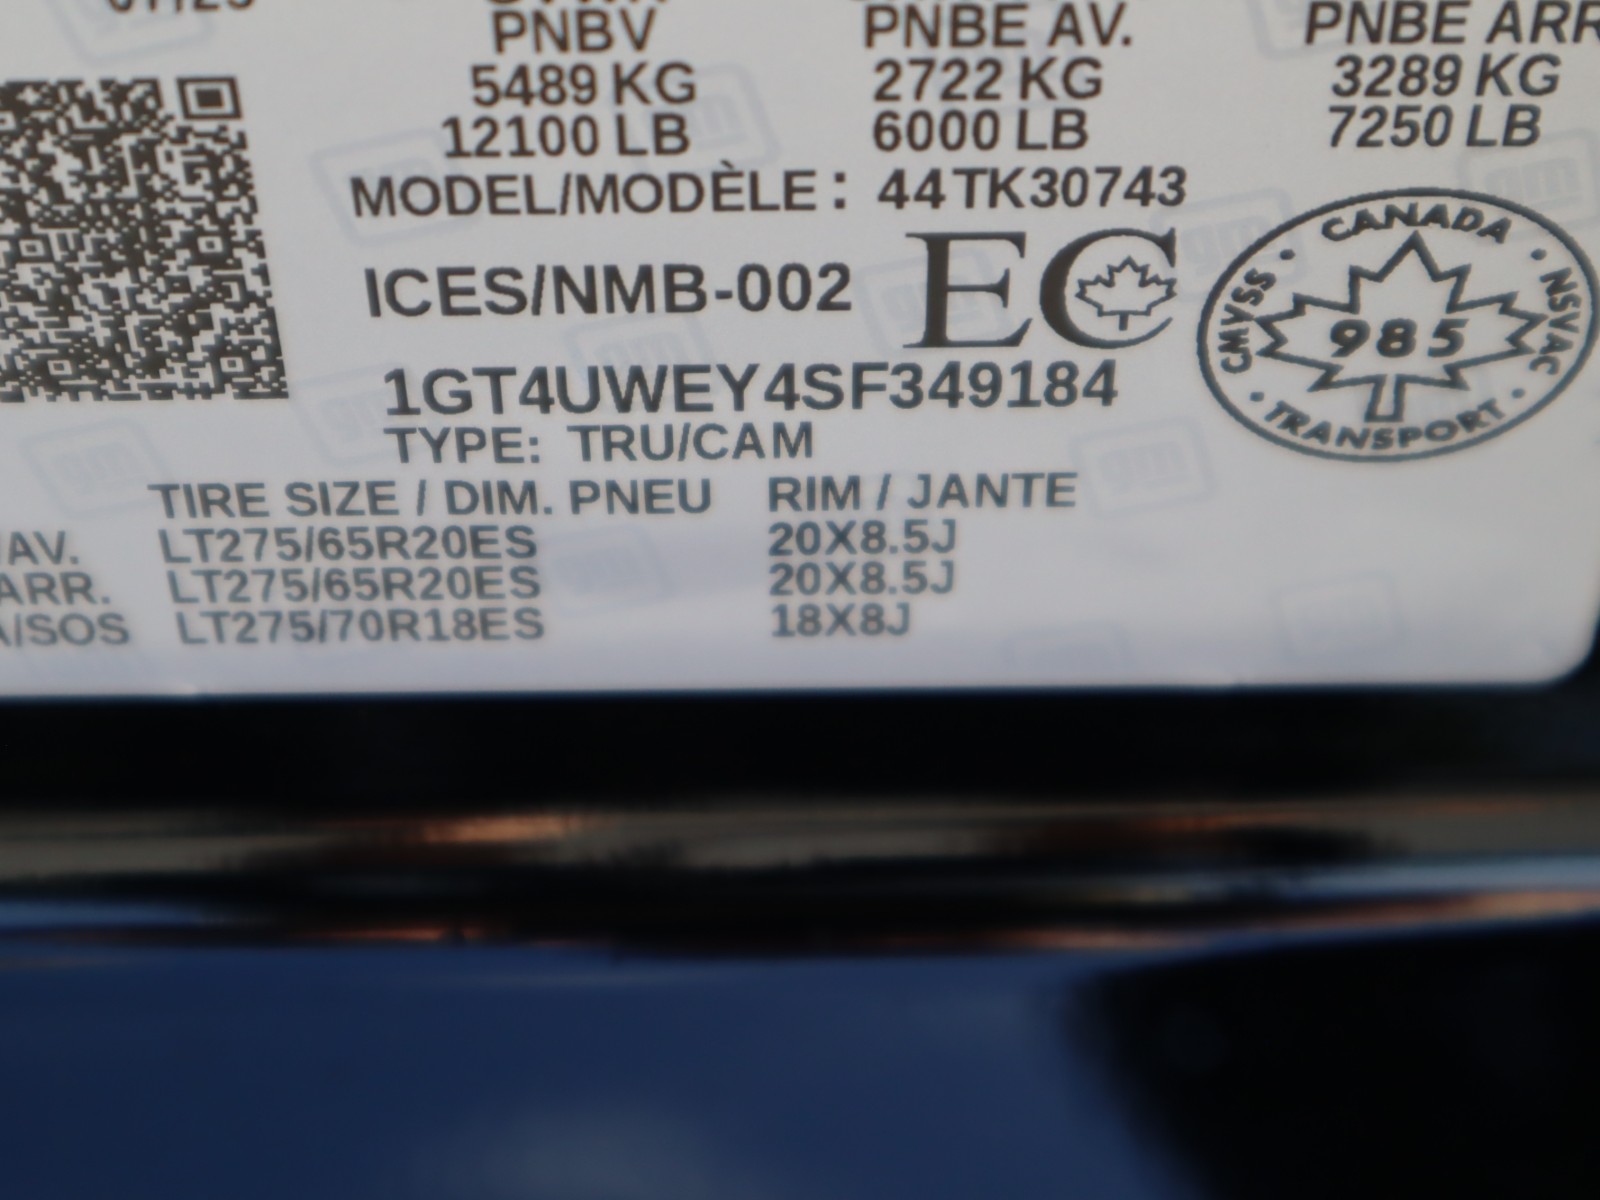 PNBV PNBE AV. PNBE ARR
5489 KG 2722 KG 3289 KG
12100 LB 6000 LB 7250 LB
MODEL/MODÈLE: 44TK30743
ICES/NMB-002 EC
CANADA
CMVSS • 985 • NSVAC
• TRANSPORT •
1GT4UWEY4SF349184
TYPE: TRU/CAM
TIRE SIZE / DIM. PNEU RIM / JANTE
/AV. LT275/65R20ES 20X8.5J
ARR. LT275/65R20ES 20X8.5J
A/SOS LT275/70R18ES 18X8J